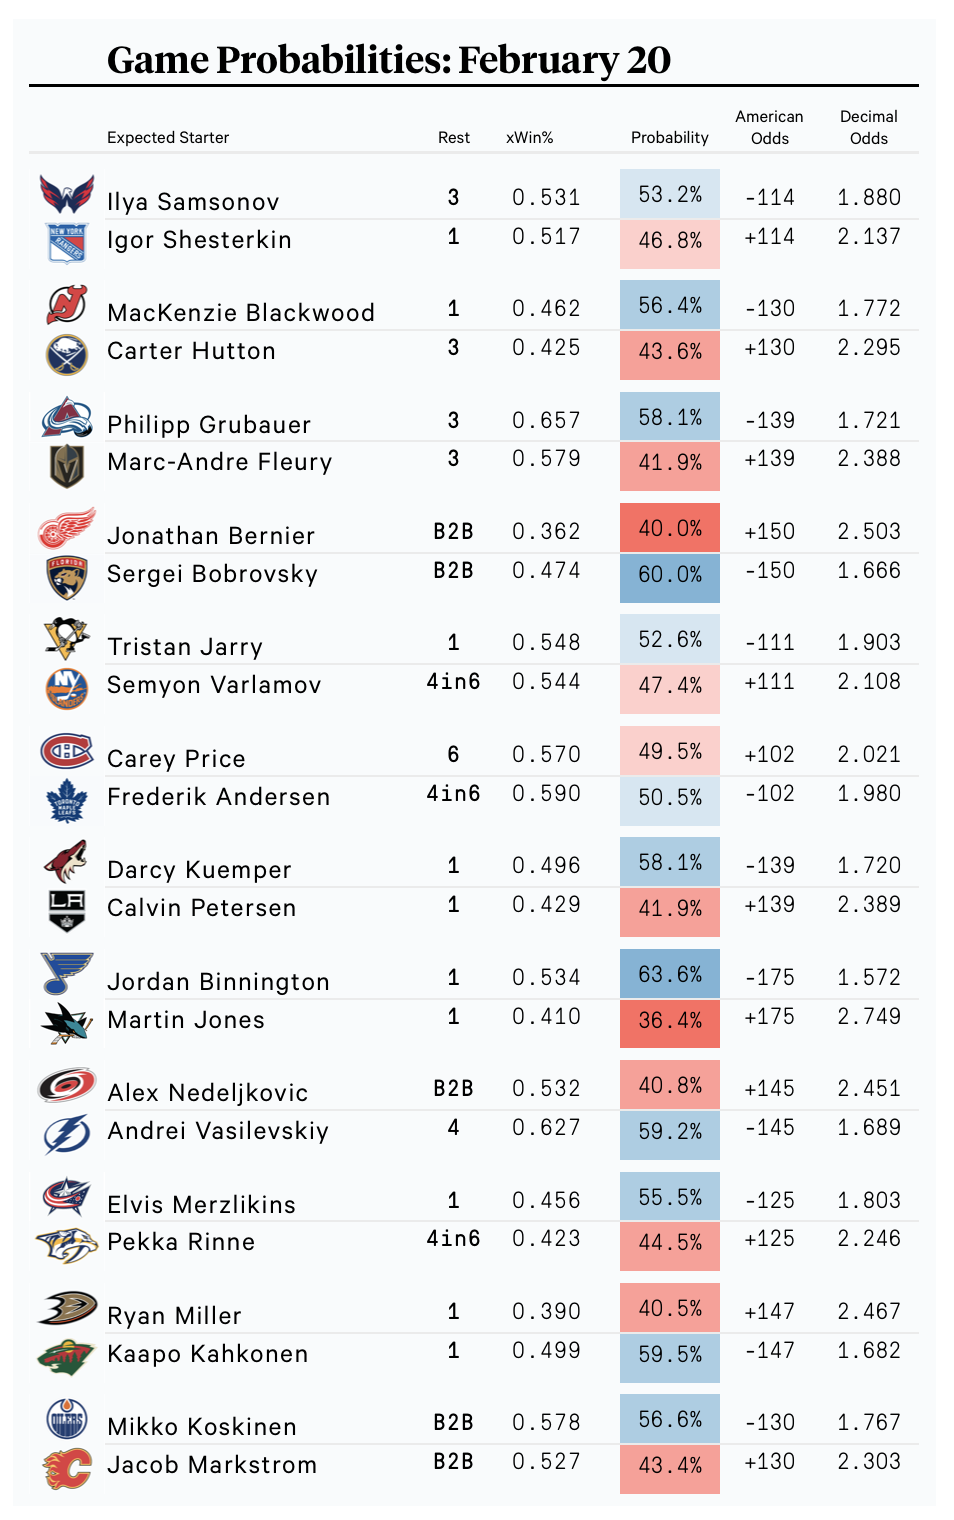 Game Probabilities: February 20
Expected Starter Rest xWin% Probability American Odds Decimal Odds
Ilya Samsonov 3 0.531 53.2% -114 1.880
NEW YORK
RANGERS
Igor Shesterkin 1 0.517 46.8% +114 2.137
MacKenzie Blackwood 1 0.462 56.4% -130 1.772
Carter Hutton 3 0.425 43.6% +130 2.295
Philipp Grubauer 3 0.657 58.1% -139 1.721
Marc-Andre Fleury 3 0.579 41.9% +139 2.388
Jonathan Bernier B2B 0.362 40.0% +150 2.503
FLORIDA
Sergei Bobrovsky B2B 0.474 60.0% -150 1.666
Tristan Jarry 1 0.548 52.6% -111 1.903
NY
Semyon Varlamov 4in6 0.544 47.4% +111 2.108
Carey Price 6 0.570 49.5% +102 2.021
TORONTO
MAPLE
LEAFS
Frederik Andersen 4in6 0.590 50.5% -102 1.980
Darcy Kuemper 1 0.496 58.1% -139 1.720
LA
Calvin Petersen 1 0.429 41.9% +139 2.389
Jordan Binnington 1 0.534 63.6% -175 1.572
Martin Jones 1 0.410 36.4% +175 2.749
Alex Nedeljkovic B2B 0.532 40.8% +145 2.451
Andrei Vasilevskiy 4 0.627 59.2% -145 1.689
Elvis Merzlikins 1 0.456 55.5% -125 1.803
Pekka Rinne 4in6 0.423 44.5% +125 2.246
Ryan Miller 1 0.390 40.5% +147 2.467
Kaapo Kahkonen 1 0.499 59.5% -147 1.682
OILERS
Mikko Koskinen B2B 0.578 56.6% -130 1.767
Jacob Markstrom B2B 0.527 43.4% +130 2.303